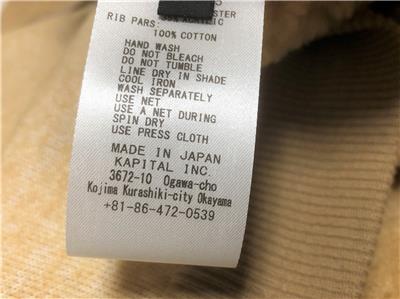 RIB PARS:
100% COTTON
HAND WASH
DO NOT BLEACH
DO NOT TUMBLE
LINE DRY IN SHADE
COOL IRON
WASH SEPARATELY
USE NET
USE A NET DURING
SPIN DRY
USE PRESS CLOTH
MADE IN JAPAN
KAPITAL INC.
3672-10 Ogawa-cho
Kojima Kurashiki-city Okayama
+81-86-472-0539